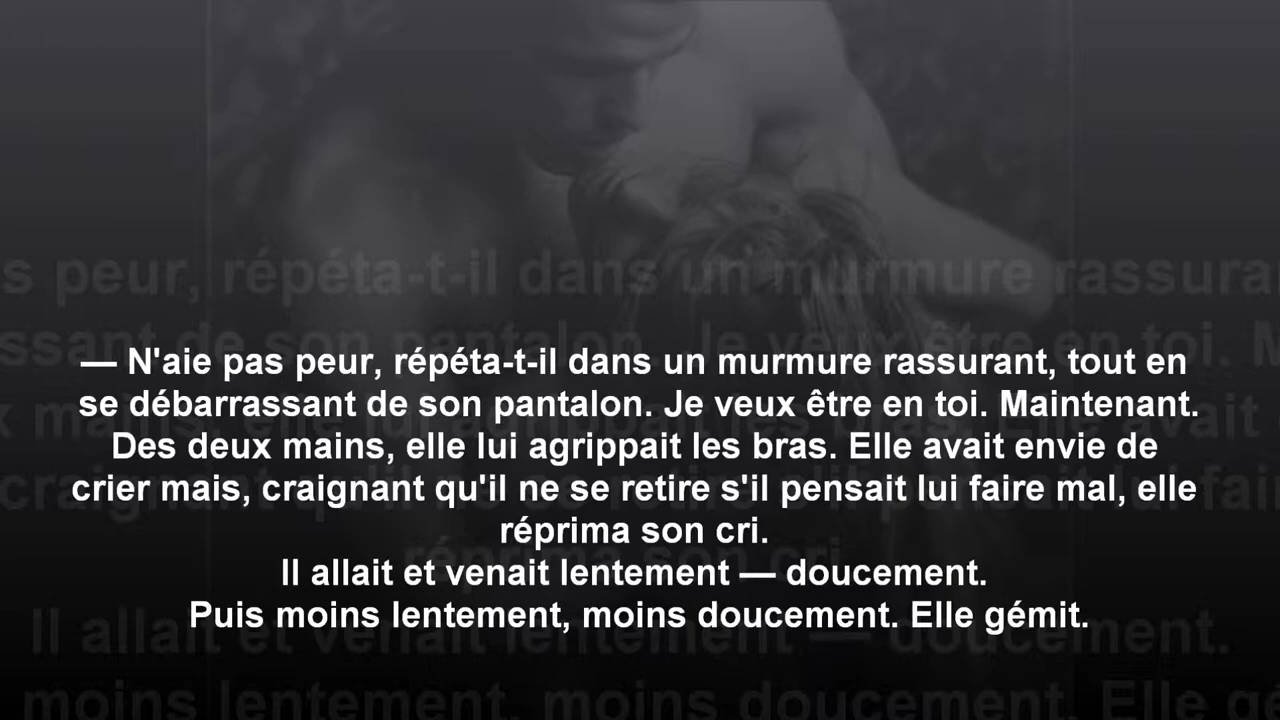 — N'aie pas peur, répéta-t-il dans un murmure rassurant, tout en
se débarrassant de son pantalon. Je veux être en toi. Maintenant.
Des deux mains, elle lui agrippait les bras. Elle avait envie de
crier mais, craignant qu'il ne se retire s'il pensait lui faire mal, elle
réprima son cri.
Il allait et venait lentement — doucement.
Puis moins lentement, moins doucement. Elle gémit.